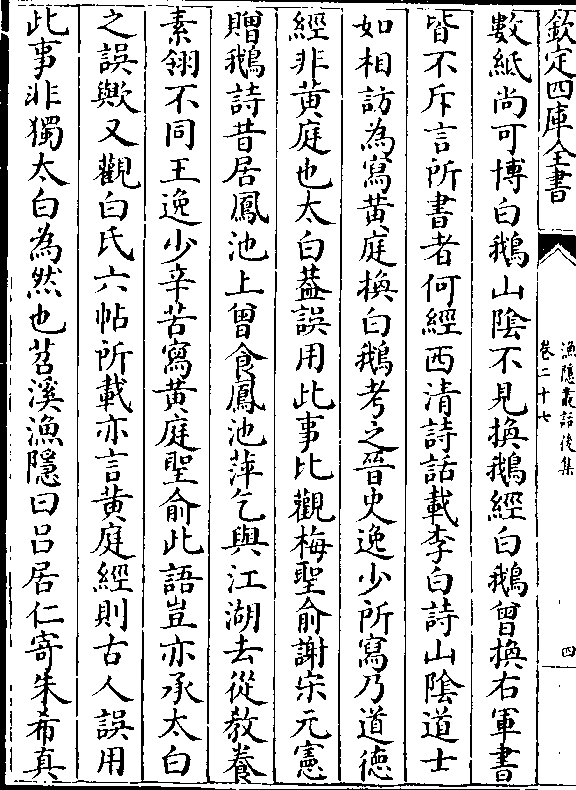 欽定四庫全書
漁隱叢話後集
卷二十七
四
數紙尚可博白鵝山隂不見換鵝經白鵝曾換右軍書
皆不斥言所書者何經西清詩話載李白詩山隂道士
如相訪為寫黄庭換白鵝考之晉史逸少所寫乃道徳
經非黄庭也太白葢誤用此事比觀梅聖俞謝宋元憲
贈鵝詩昔居鳳池上曾食鳳池萍乞與江湖去從教養
素翎不同王逸少辛苦寫黄庭聖俞此語豈亦承太白
之誤歟又觀白氏六帖所載亦言黄庭經則古人誤用
此事非獨太白為然也苕溪漁隱曰吕居仁寄朱希真